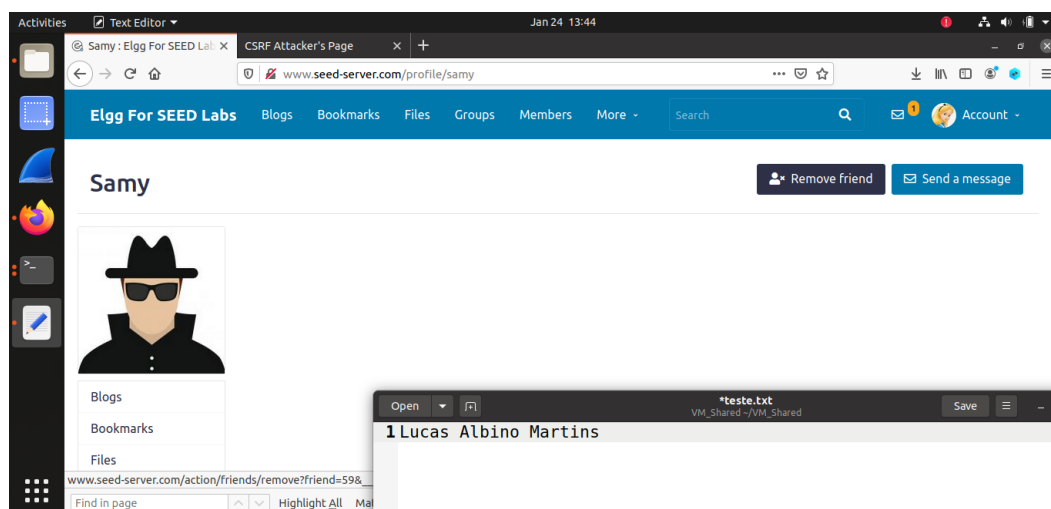 Activities Text Editor Jan 24 13:44
Samy : Elgg For SEED Lab CSRF Attacker's Page
www.seed-server.com/profile/samy
Elgg For SEED Labs Blogs Bookmarks Files Groups Members More Search 1 Account
Samy
Remove friend Send a message
Blogs
Bookmarks
Files
www.seed-server.com/action/friends/remove?friend=59&__
Find in page Highlight All
Open *teste.txt Save
VM_Shared ~/VM_Shared
1 Lucas Albino Martins